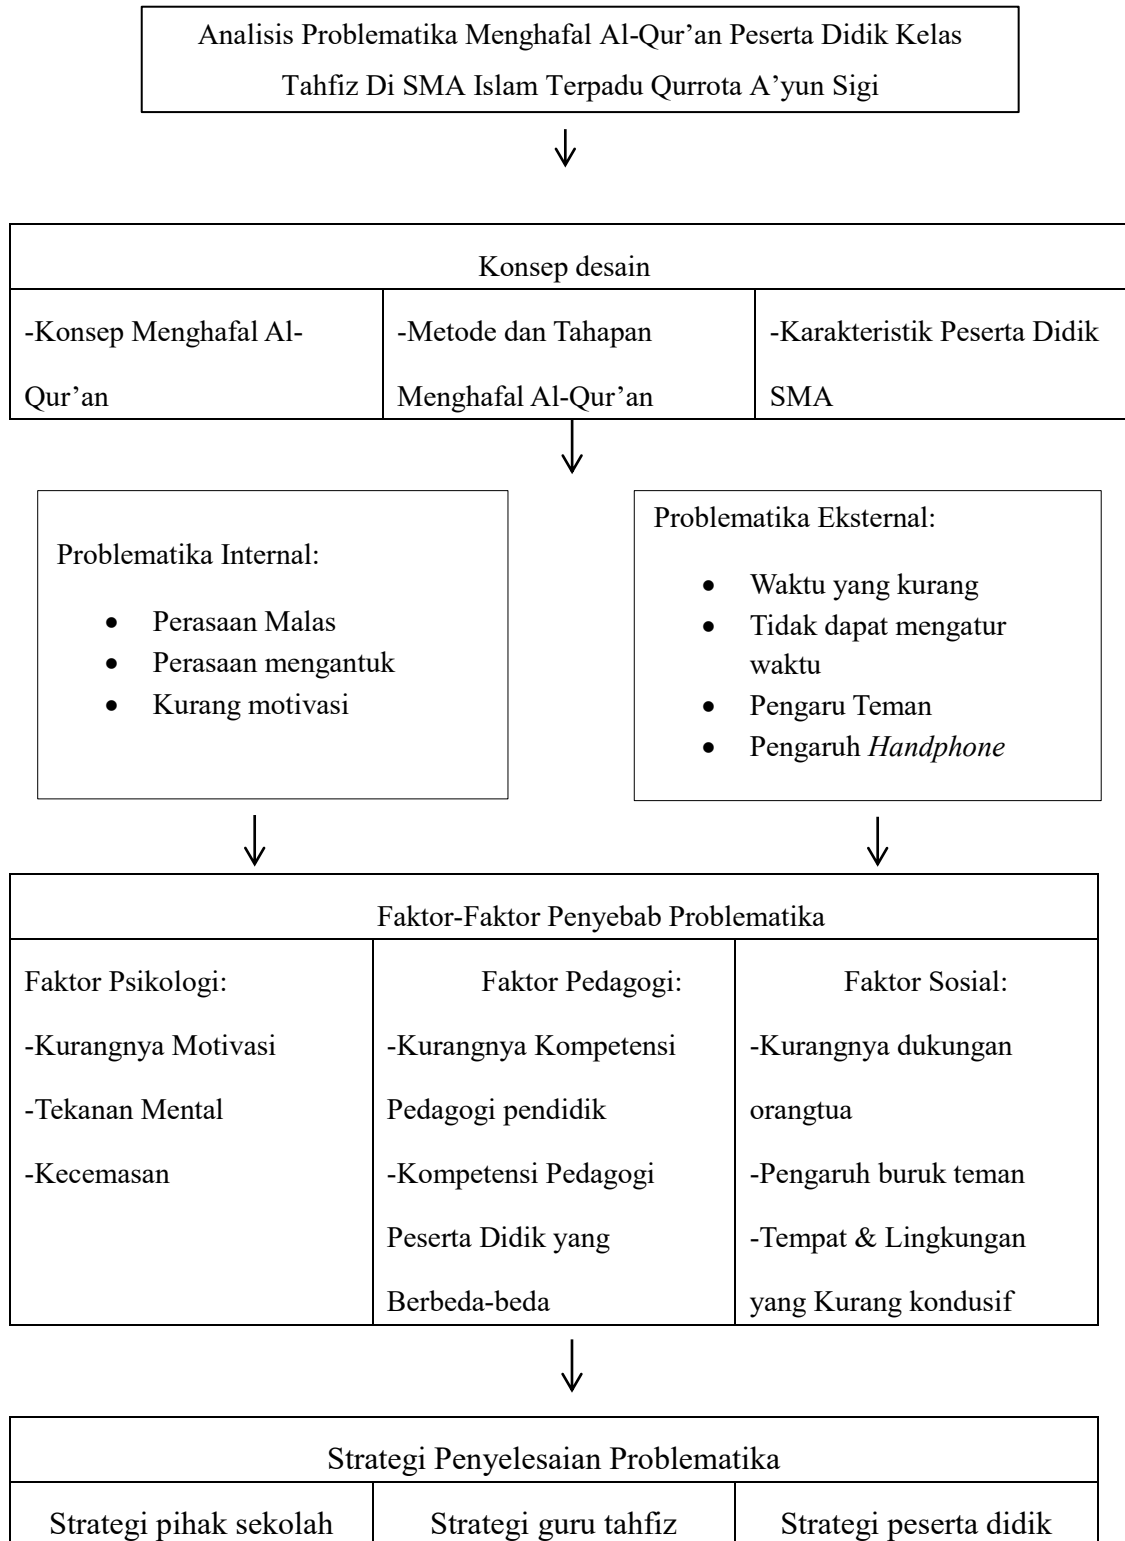 Analisis Problematika Menghafal Al-Qur’an Peserta Didik Kelas
Tahfiz Di SMA Islam Terpadu Qurrota A’yun Sigi
Konsep desain
-Konsep Menghafal Al-
Qur’an
-Metode dan Tahapan
Menghafal Al-Qur’an
-Karakteristik Peserta Didik
SMA
Problematika Internal:
• Perasaan Malas
• Perasaan mengantuk
• Kurang motivasi
Problematika Eksternal:
• Waktu yang kurang
• Tidak dapat mengatur
waktu
• Pengaru Teman
• Pengaruh Handphone
Faktor-Faktor Penyebab Problematika
Faktor Psikologi:
-Kurangnya Motivasi
-Tekanan Mental
-Kecemasan
Faktor Pedagogi:
-Kurangnya Kompetensi
Pedagogi pendidik
-Kompetensi Pedagogi
Peserta Didik yang
Berbeda-beda
Faktor Sosial:
-Kurangnya dukungan
orangtua
-Pengaruh buruk teman
-Tempat & Lingkungan
yang Kurang kondusif
Strategi Penyelesaian Problematika
Strategi pihak sekolah
Strategi guru tahfiz
Strategi peserta didik